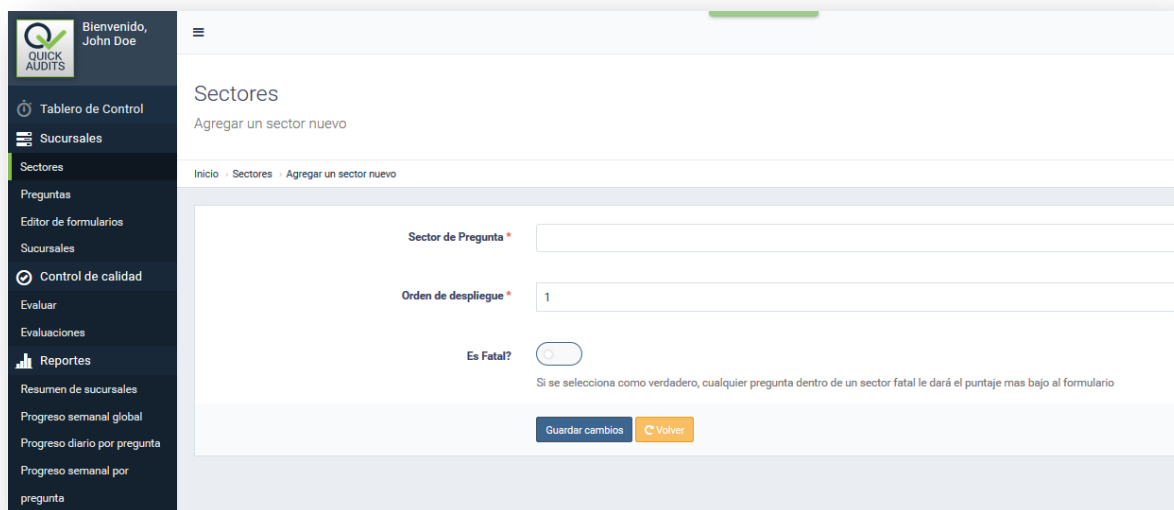 QUICK
AUDITS
Bienvenido,
John Doe
Tablero de Control
Sucursales
Sectores
Preguntas
Editor de formularios
Sucursales
Control de calidad
Evaluar
Evaluaciones
Reportes
Resumen de sucursales
Progreso semanal global
Progreso diario por pregunta
Progreso semanal por
pregunta
Sectores
Agregar un sector nuevo
Inicio › Sectores › Agregar un sector nuevo
Sector de Pregunta *
Orden de despliegue * 1
Es Fatal?
Si se selecciona como verdadero, cualquier pregunta dentro de un sector fatal le dará el puntaje mas bajo al formulario
Guardar cambios Volver